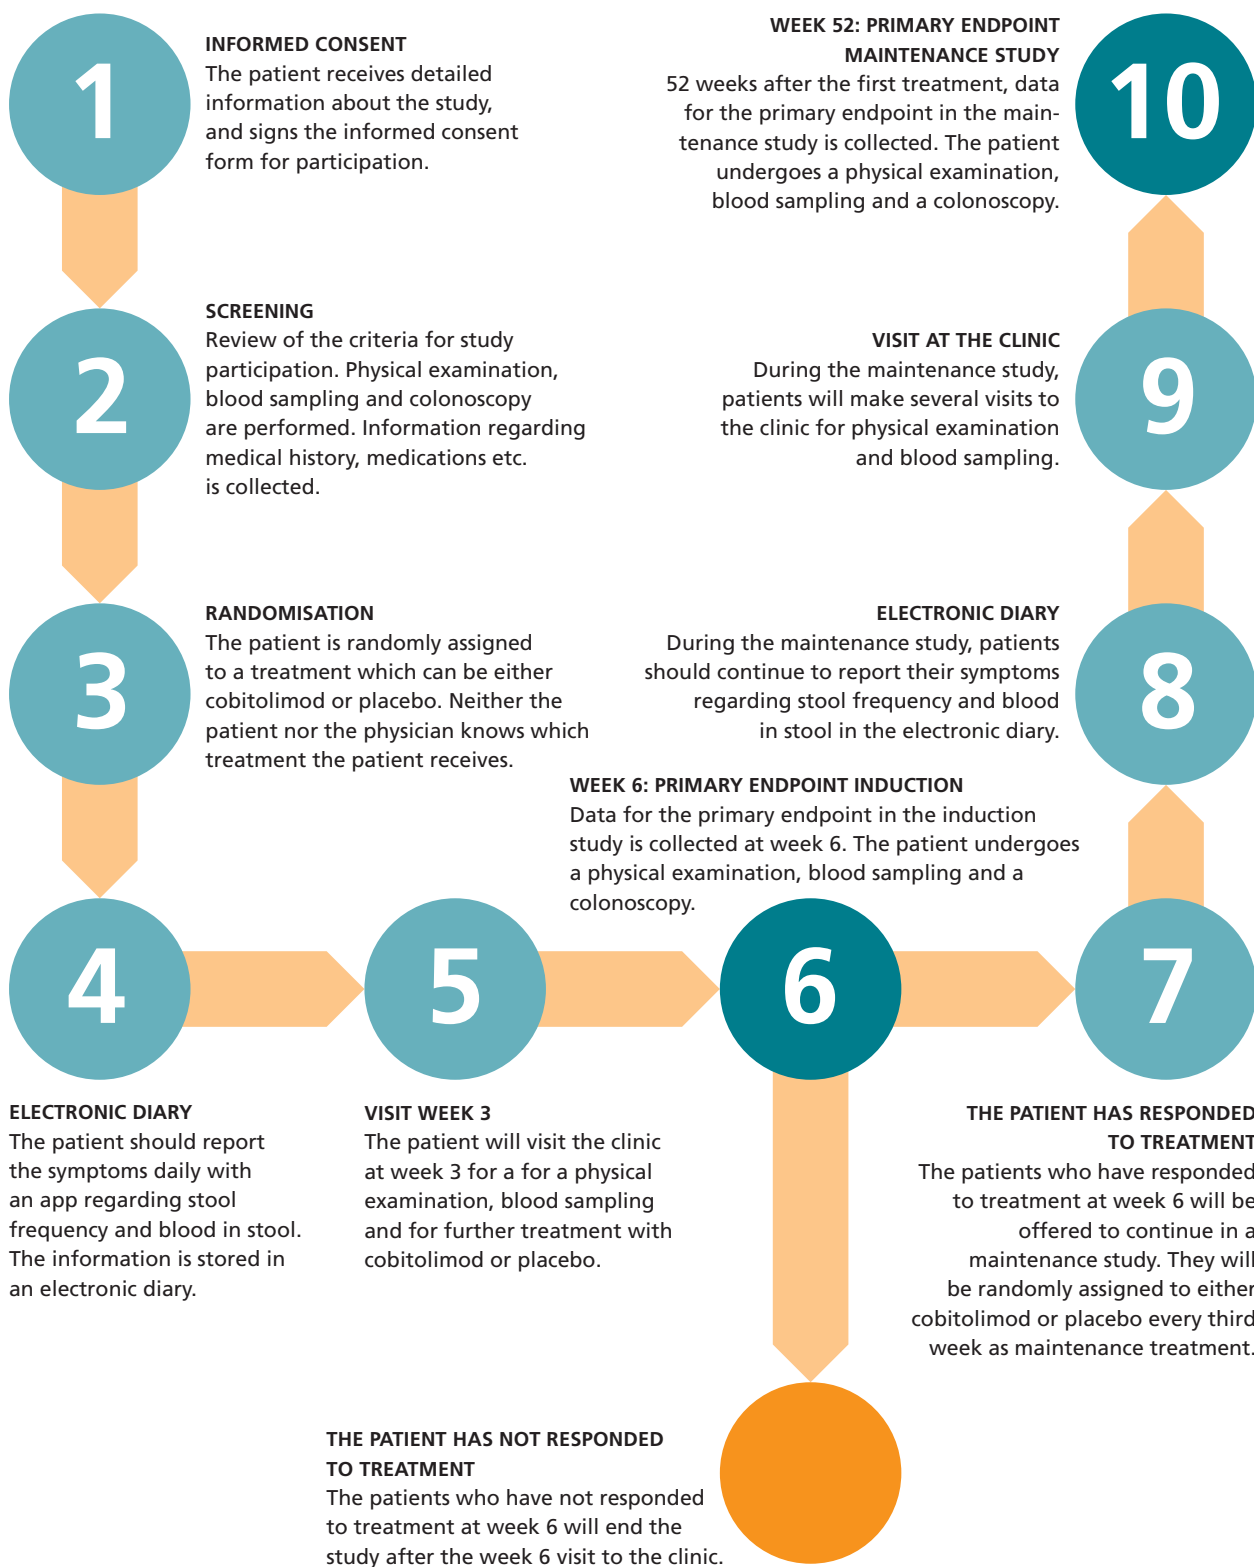 1
INFORMED CONSENT
The patient receives detailed
information about the study,
and signs the informed consent
form for participation.
2
SCREENING
Review of the criteria for study
participation. Physical examination,
blood sampling and colonoscopy
are performed. Information regarding
medical history, medications etc.
is collected.
3
RANDOMISATION
The patient is randomly assigned
to a treatment which can be either
cobitolimod or placebo. Neither the
patient nor the physician knows which
treatment the patient receives.
4
ELECTRONIC DIARY
The patient should report
the symptoms daily with
an app regarding stool
frequency and blood in stool.
The information is stored in
an electronic diary.
5
VISIT WEEK 3
The patient will visit the clinic
at week 3 for a for a physical
examination, blood sampling
and for further treatment with
cobitolimod or placebo.
WEEK 6: PRIMARY ENDPOINT INDUCTION
Data for the primary endpoint in the induction
study is collected at week 6. The patient undergoes
a physical examination, blood sampling and a
colonoscopy.
6
THE PATIENT HAS NOT RESPONDED
TO TREATMENT
The patients who have not responded
to treatment at week 6 will end the
study after the week 6 visit to the clinic.
7
THE PATIENT HAS RESPONDED
TO TREATMENT
The patients who have responded
to treatment at week 6 will be
offered to continue in a
maintenance study. They will
be randomly assigned to either
cobitolimod or placebo every third
week as maintenance treatment.
8
ELECTRONIC DIARY
During the maintenance study, patients
should continue to report their symptoms
regarding stool frequency and blood
in stool in the electronic diary.
9
VISIT AT THE CLINIC
During the maintenance study,
patients will make several visits to
the clinic for physical examination
and blood sampling.
10
WEEK 52: PRIMARY ENDPOINT
MAINTENANCE STUDY
52 weeks after the first treatment, data
for the primary endpoint in the main-
tenance study is collected. The patient
undergoes a physical examination,
blood sampling and a colonoscopy.